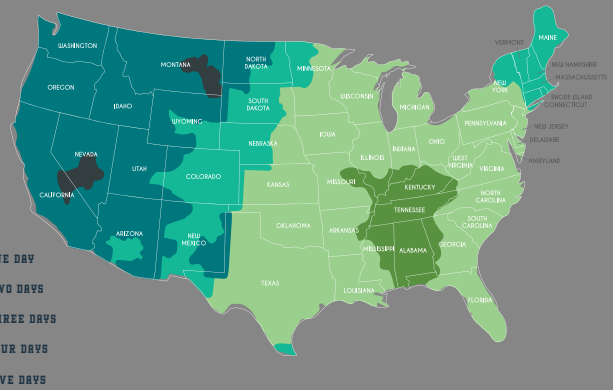 VERMONT
MAINE
WASHINGTON
MONTANA
NORTH
DAKOTA
MINNESOTA
NEW HAMPSHIRE
OREGON
IDAHO
SOUTH
DAKOTA
WISCONSIN
MICHIGAN
NEW
YORK
MASSACHUSETTS
RHODE ISLAND
CONNECTICUT
WYOMING
PENNSYLVANIA
NEW JERSEY
IOWA
NEBRASKA
OHIO
DELAWARE
NEVADA
ILLINOIS
INDIANA
WEST
VIRGINIA
MARYLAND
UTAH
COLORADO
VIRGINIA
CALIFORNIA
KANSAS
MISSOURI
KENTUCKY
NORTH
CAROLINA
TENNESSEE
ARIZONA
NEW
MEXICO
OKLAHOMA
ARKANSAS
SOUTH
CAROLINA
MISSISSIPPI
ALABAMA
GEORGIA
TEXAS
LOUISIANA
FLORIDA
NE DAY
WO DAYS
HREE DAYS
UR DAYS
VE DAYS